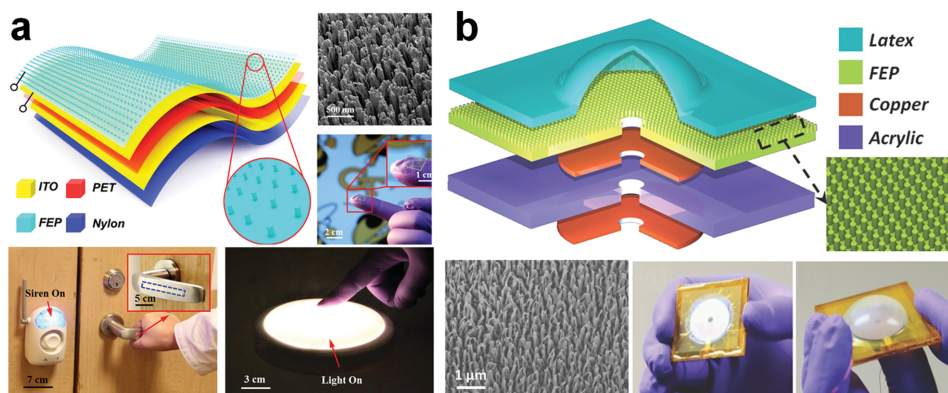 a
500 nm
1 cm
2 cm
ITO
PET
FEP
Nylon
Siren On
5 cm
7 cm
3 cm
Light On
b
Latex
FEP
Copper
Acrylic
1 μm